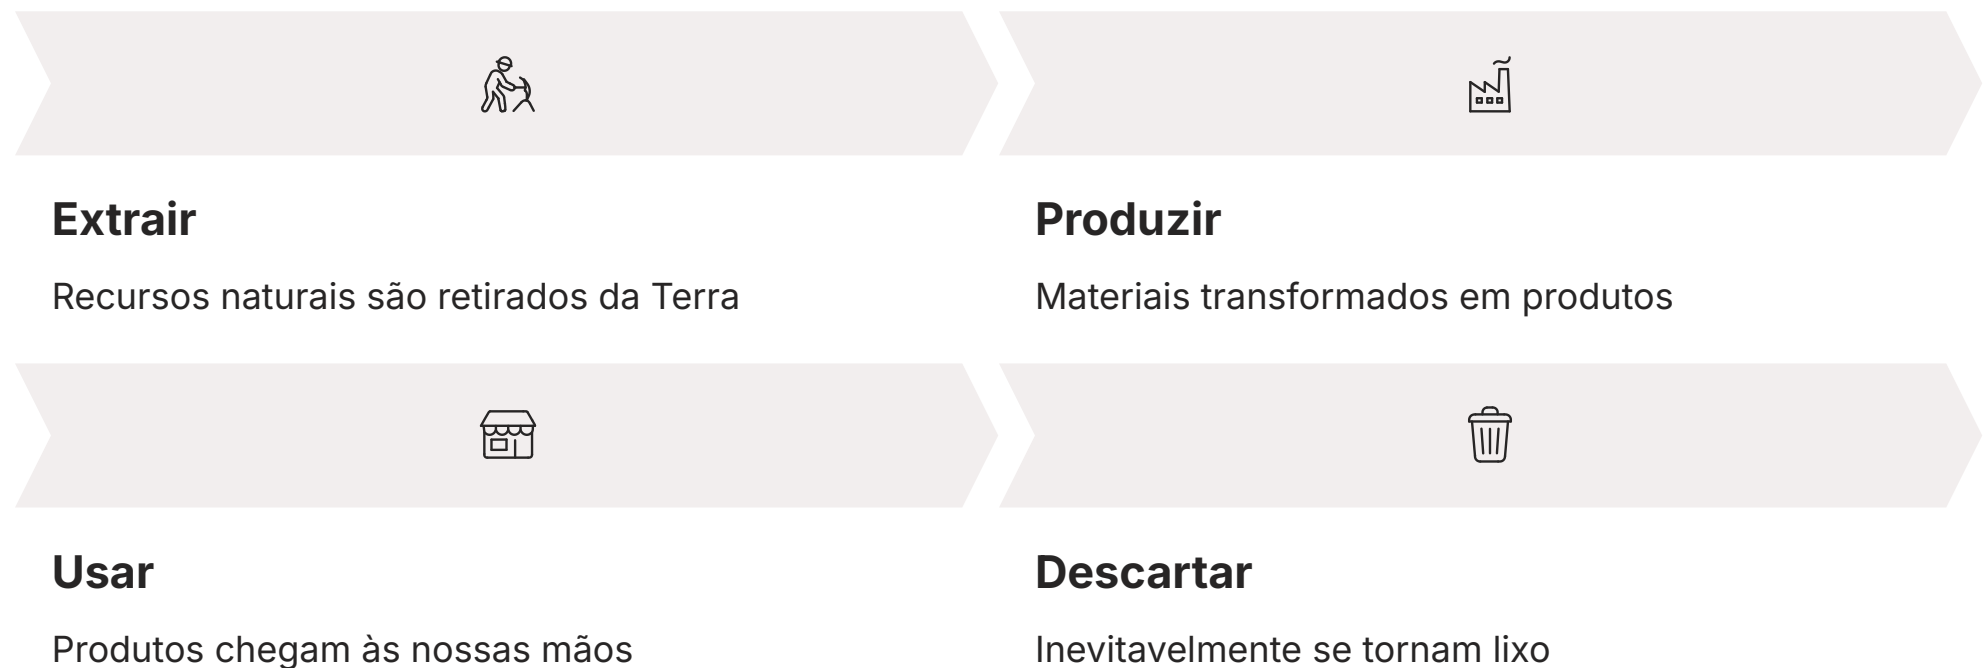 Extrair
Recursos naturais são retirados da Terra
Produzir
Materiais transformados em produtos
Usar
Produtos chegam às nossas mãos
Descartar
Inevitavelmente se tornam lixo